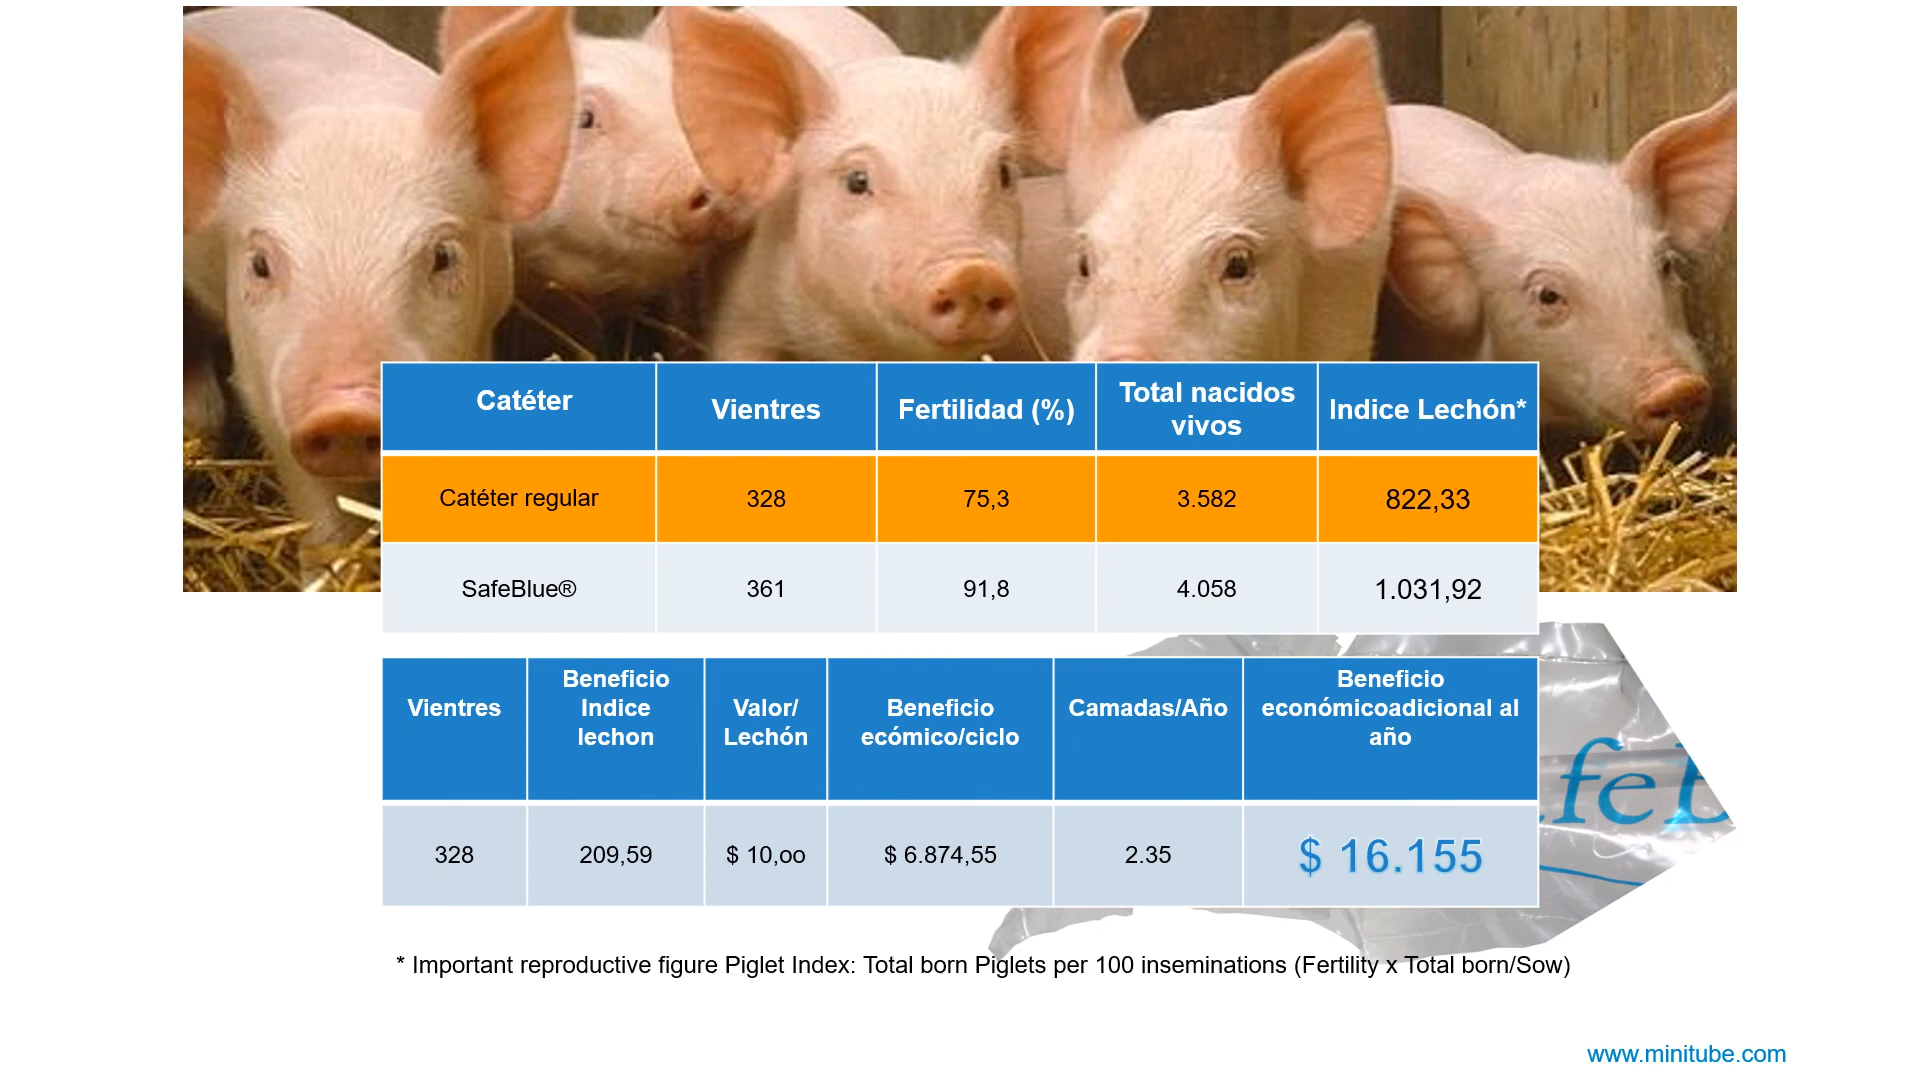 Catéter
Vientres
Fertilidad (%)
Total nacidos
vivos
Indice Lechón*
Catéter regular
328
75,3
3.582
822,33
SafeBlue®
361
91,8
4.058
1.031,92
Vientres
Beneficio
Indice
lechon
Valor/
Lechón
Beneficio
ecómico/ciclo
Camadas/Año
Beneficio
económicoadicional al
año
328
209,59
$ 10,oo
$ 6.874,55
2.35
$ 16.155
* Important reproductive figure Piglet Index: Total born Piglets per 100 inseminations (Fertility x Total born/Sow)
www.minitube.com